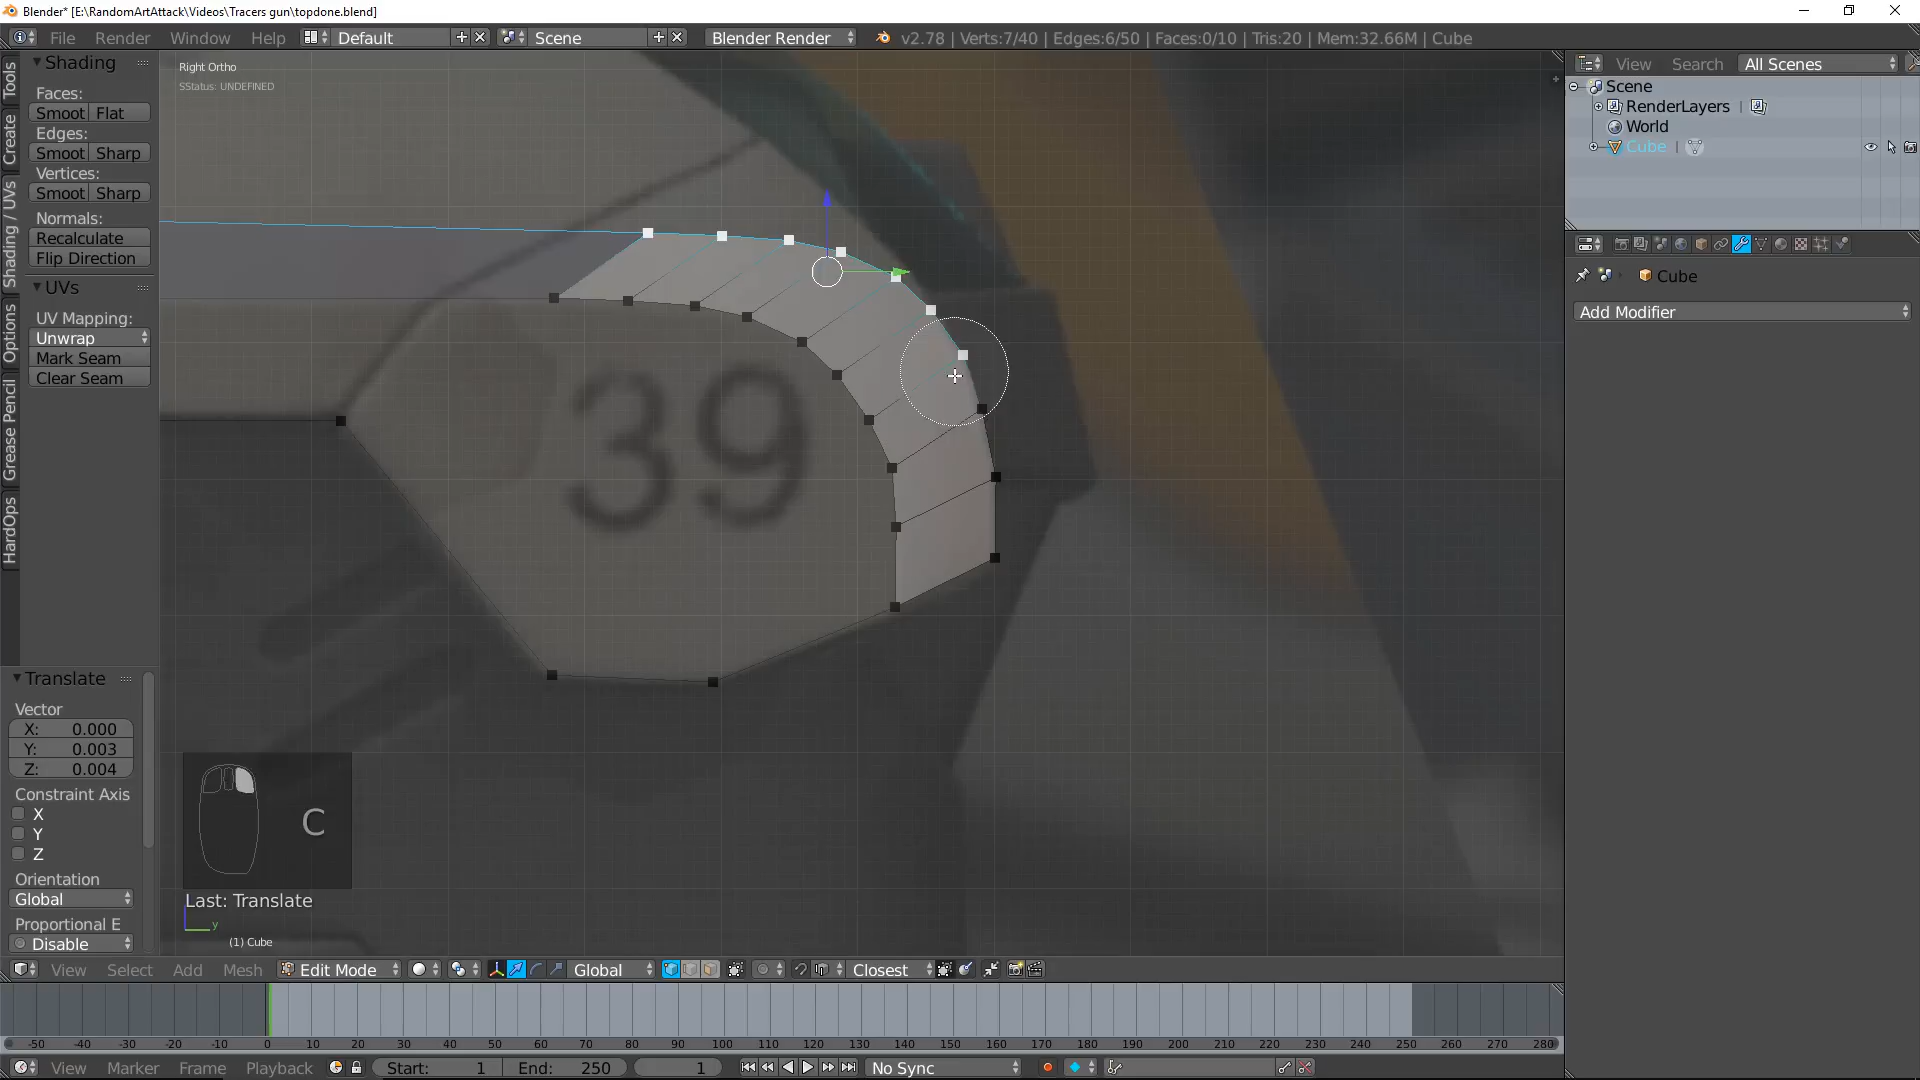 Blender* [E:\RandomArtAttack\Videos\Tracers gun\topdone.blend]
File Render Window Help Default Scene Blender Render v2.78 | Verts:7/40 | Edges:6/50 | Faces:0/10 | Tris:20 | Mem:32.66M | Cube
Tools
Create
Shading / UVs
Options
Grease Pencil
HardOps
Shading
Faces:
Smoot Flat
Edges:
Smoot Sharp
Vertices:
Smoot Sharp
Normals:
Recalculate
Flip Direction
UVs
UV Mapping:
Unwrap
Mark Seam
Clear Seam
Translate
Vector
X: 0.000
Y: 0.003
Z: 0.004
Constraint Axis
X
Y
Z
Orientation
Global
Proportional E
Disable
Right Ortho
SStatus: UNDEFINED
39
C
Last: Translate
y
(1) Cube
View Search All Scenes
Scene
RenderLayers
World
Cube
Cube
Add Modifier
View Select Add Mesh Edit Mode Global Closest
-50 -40 -30 -20 -10 0 10 20 30 40 50 60 70 80 90 100 110 120 130 140 150 160 170 180 190 200 210 220 230 240 250 260 270 280
View Marker Frame Playback Start: 1 End: 250 1 No Sync